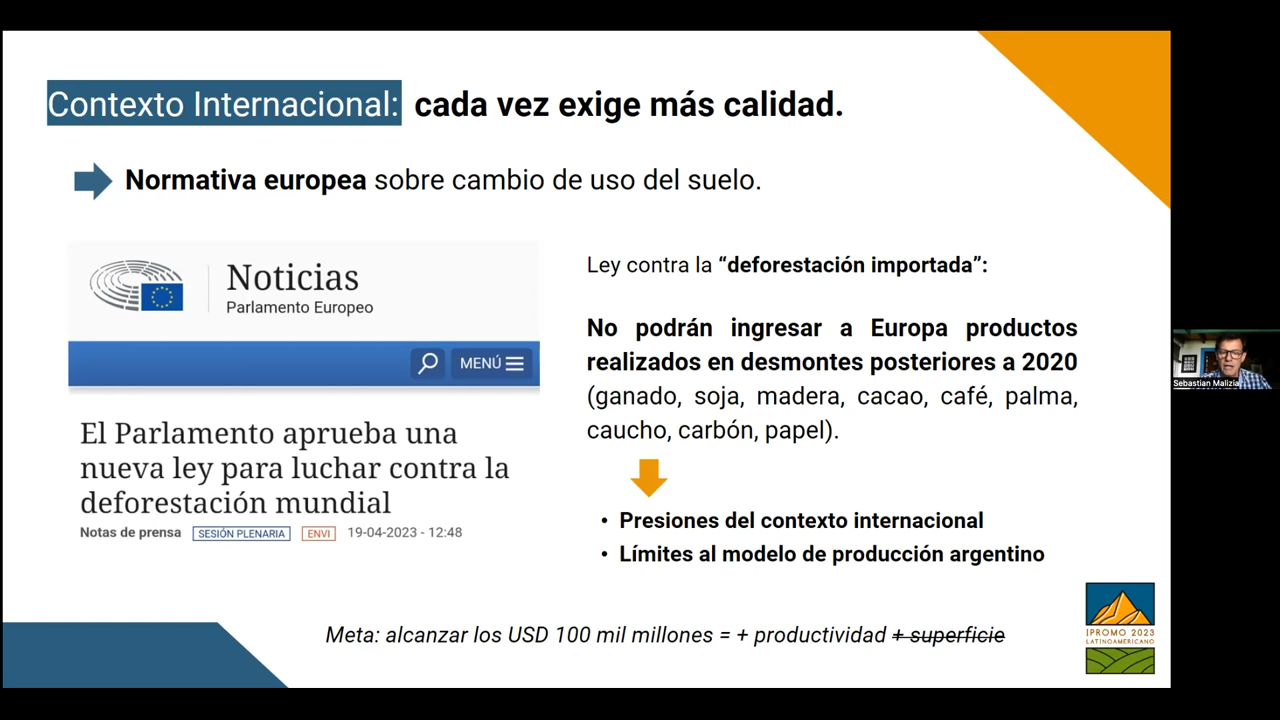 Contexto Internacional: cada vez exige más calidad.
Normativa europea sobre cambio de uso del suelo.
Noticias
Parlamento Europeo
MENÚ
El Parlamento aprueba una
nueva ley para luchar contra la
deforestación mundial
Notas de prensa SESIÓN PLENARIA ENVI 19-04-2023 - 12:48
Ley contra la “deforestación importada”:
No podrán ingresar a Europa productos
realizados en desmontes posteriores a 2020
(ganado, soja, madera, cacao, café, palma,
caucho, carbón, papel).
• Presiones del contexto internacional
• Límites al modelo de producción argentino
Meta: alcanzar los USD 100 mil millones = + productividad + superficie
IPROMO 2023
LATINOAMERICANO
Sebastian Malizia